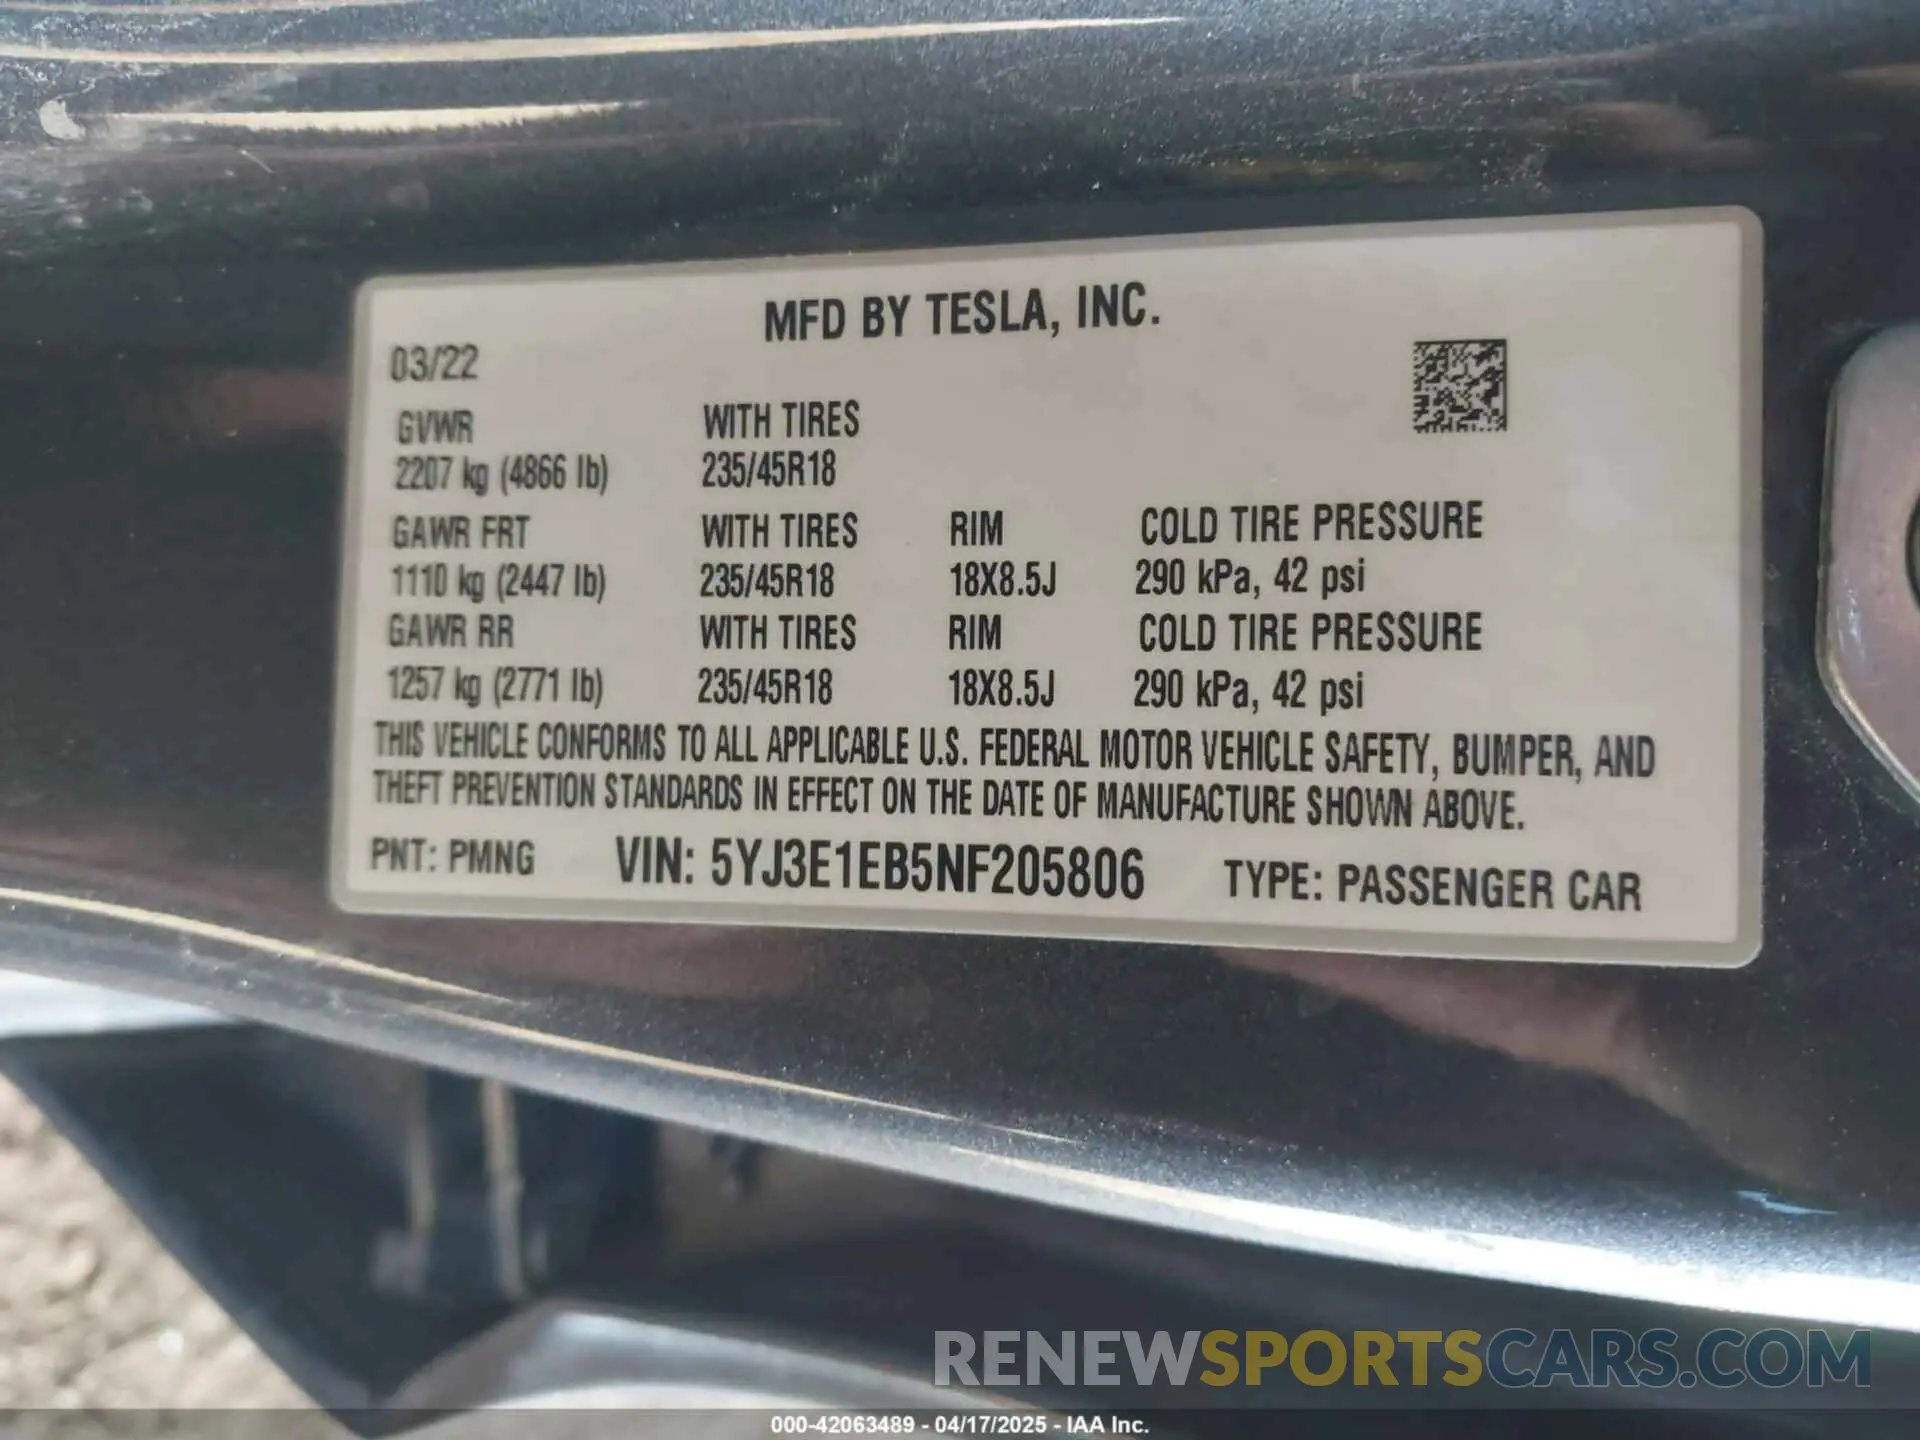 MFD BY TESLA, INC.
03/22
GVWR WITH TIRES
2207 kg (4866 lb) 235/45R18
GAWR FRT WITH TIRES RIM COLD TIRE PRESSURE
1110 kg (2447 lb) 235/45R18 18X8.5J 290 kPa, 42 psi
GAWR RR WITH TIRES RIM COLD TIRE PRESSURE
1257 kg (2771 lb) 235/45R18 18X8.5J 290 kPa, 42 psi
THIS VEHICLE CONFORMS TO ALL APPLICABLE U.S. FEDERAL MOTOR VEHICLE SAFETY, BUMPER, AND
THEFT PREVENTION STANDARDS IN EFFECT ON THE DATE OF MANUFACTURE SHOWN ABOVE.
PNT: PMNG VIN: 5YJ3E1EB5NF205806 TYPE: PASSENGER CAR
RENEWSPORTSCARS.COM
000-42063489 - 04/17/2025 - IAA Inc.